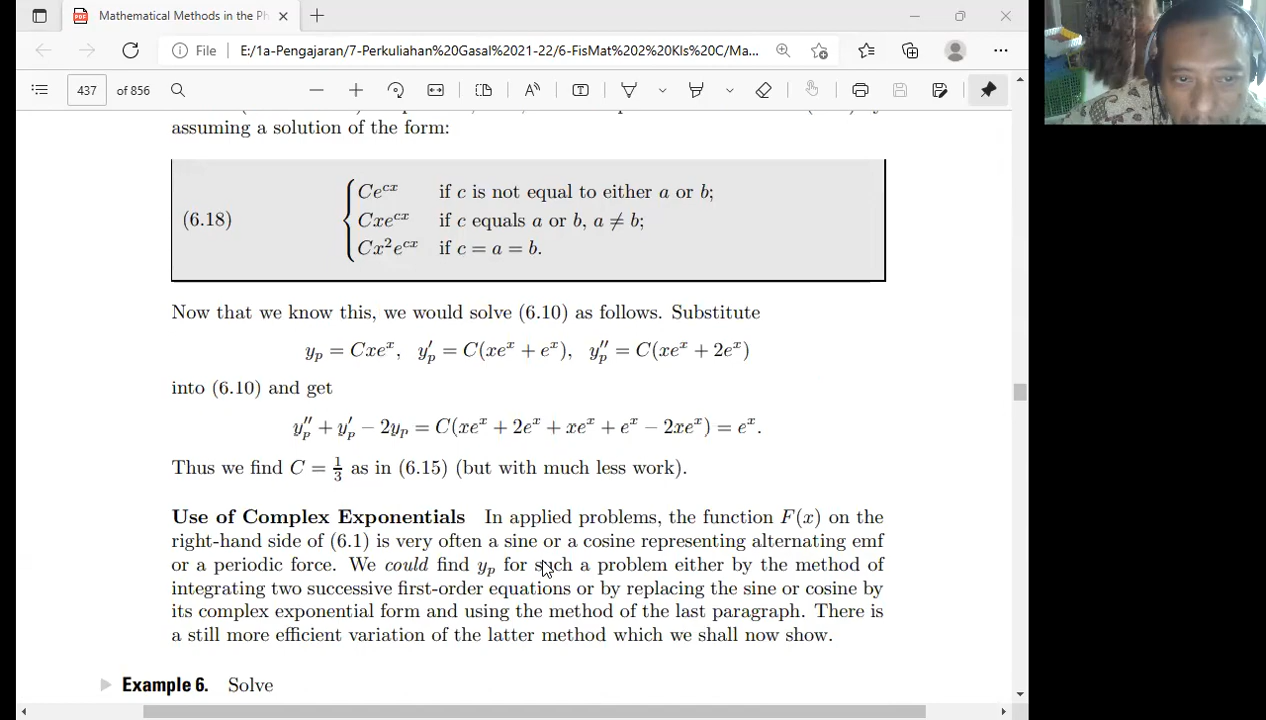 Mathematical Methods in the Ph
File E:/1a-Pengajaran/7-Perkuliahan%20Gasal%202021-22/6-FisMat%202%20Kls%20C/Ma...
437 of 856
assuming a solution of the form:
Ce^{cx} if c is not equal to either a or b;
(6.18) Cxe^{cx} if c equals a or b, a ≠ b;
Cx²e^{cx} if c = a = b.
Now that we know this, we would solve (6.10) as follows. Substitute
y_p = Cxe^x, y′_p = C(xe^x + e^x), y″_p = C(xe^x + 2e^x)
into (6.10) and get
y″_p + y′_p − 2y_p = C(xe^x + 2e^x + xe^x + e^x − 2xe^x) = e^x.
Thus we find C = 1/3 as in (6.15) (but with much less work).
Use of Complex Exponentials In applied problems, the function F(x) on the
right-hand side of (6.1) is very often a sine or a cosine representing alternating emf
or a periodic force. We could find y_p for such a problem either by the method of
integrating two successive first-order equations or by replacing the sine or cosine by
its complex exponential form and using the method of the last paragraph. There is
a still more efficient variation of the latter method which we shall now show.
Example 6. Solve